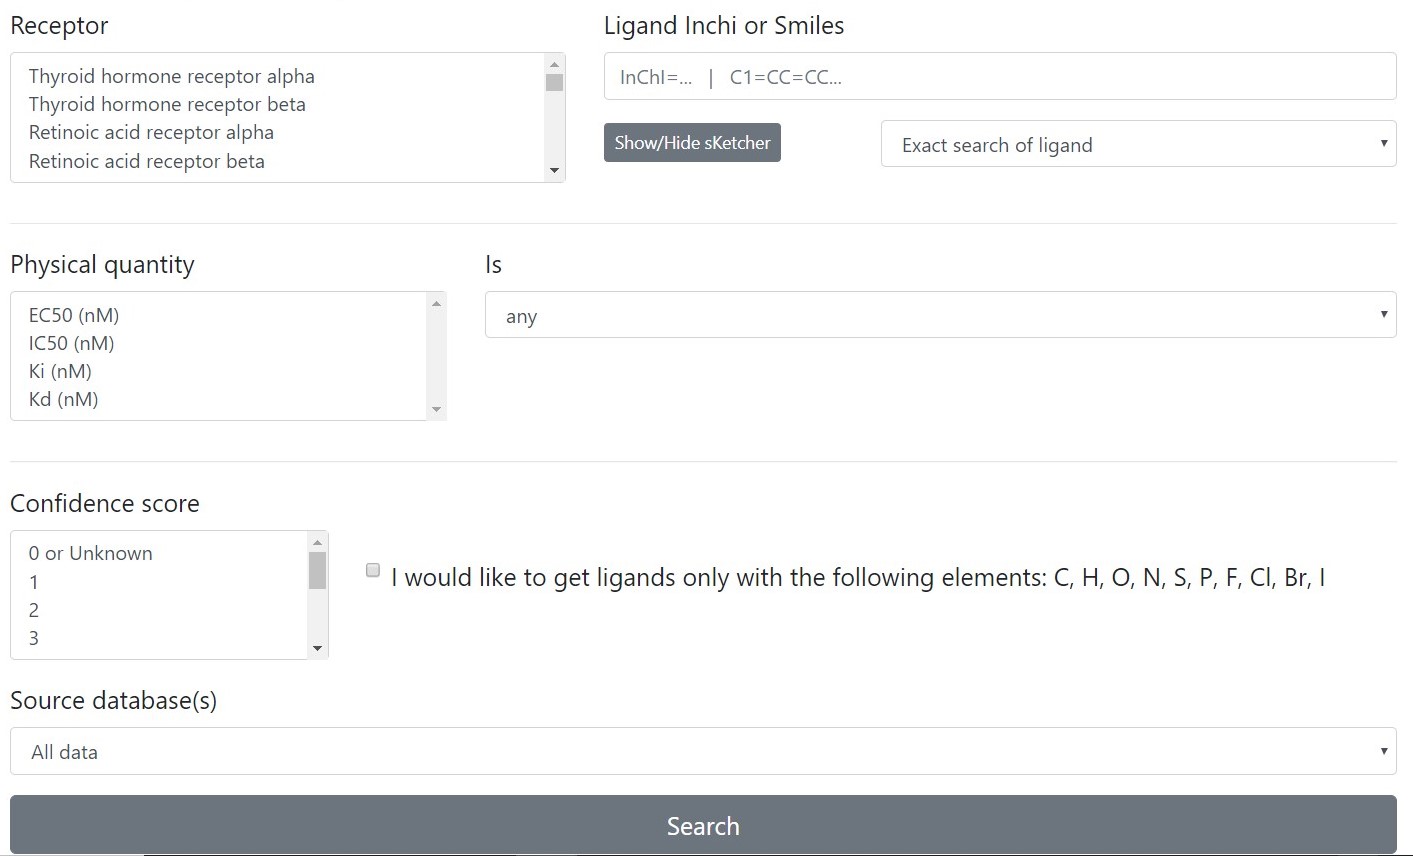 Receptor
Thyroid hormone receptor alpha
Thyroid hormone receptor beta
Retinoic acid receptor alpha
Retinoic acid receptor beta
Ligand Inchi or Smiles
InChI=... | C1=CC=CC...
Show/Hide sKetcher
Exact search of ligand
Physical quantity
EC50 (nM)
IC50 (nM)
Ki (nM)
Kd (nM)
Is
any
Confidence score
0 or Unknown
1
2
3
I would like to get ligands only with the following elements: C, H, O, N, S, P, F, Cl, Br, I
Source database(s)
All data
Search